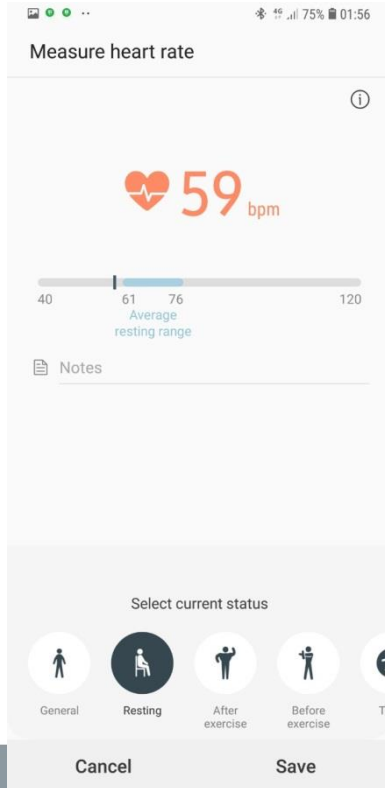 4G 75% 01:56
Measure heart rate
59 bpm
40 61 76 120
Average
resting range
Notes
Select current status
General Resting After exercise Before exercise T
Cancel Save